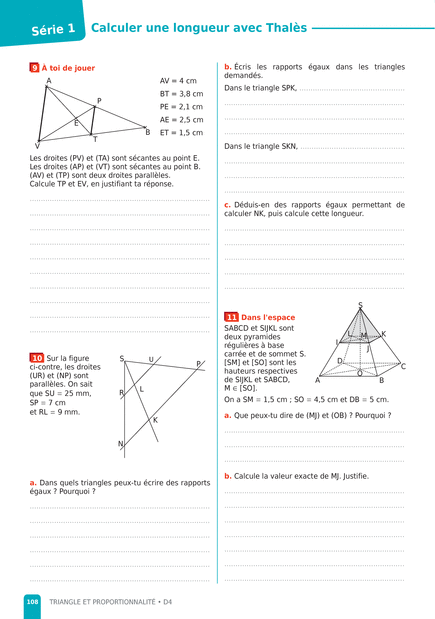 Série 1
Calculer une longueur avec Thalès
9 À toi de jouer
A
P
E
B
T
V
AV = 4 cm
BT = 3,8 cm
PE = 2,1 cm
AE = 2,5 cm
ET = 1,5 cm
Les droites (PV) et (TA) sont sécantes au point E.
Les droites (AP) et (VT) sont sécantes au point B.
(AV) et (TP) sont deux droites parallèles.
Calcule TP et EV, en justifiant ta réponse.
10 Sur la figure
ci-contre, les droites
(UR) et (NP) sont
parallèles. On sait
que SU = 25 mm,
SP = 7 cm
et RL = 9 mm.
S
U
P
R
L
K
N
a. Dans quels triangles peux-tu écrire des rapports
égaux ? Pourquoi ?
b. Écris les rapports égaux dans les triangles
demandés.
Dans le triangle SPK,
Dans le triangle SKN,
c. Déduis-en des rapports égaux permettant de
calculer NK, puis calcule cette longueur.
11 Dans l'espace
SABCD et SIJKL sont
deux pyramides
régulières à base
carrée et de sommet S.
[SM] et [SO] sont les
hauteurs respectives
de SIJKL et SABCD,
M ∈ [SO].
S
L
M
K
I
J
D
C
O
A
B
On a SM = 1,5 cm ; SO = 4,5 cm et DB = 5 cm.
a. Que peux-tu dire de (MJ) et (OB) ? Pourquoi ?
b. Calcule la valeur exacte de MJ. Justifie.
108 TRIANGLE ET PROPORTIONNALITÉ • D4